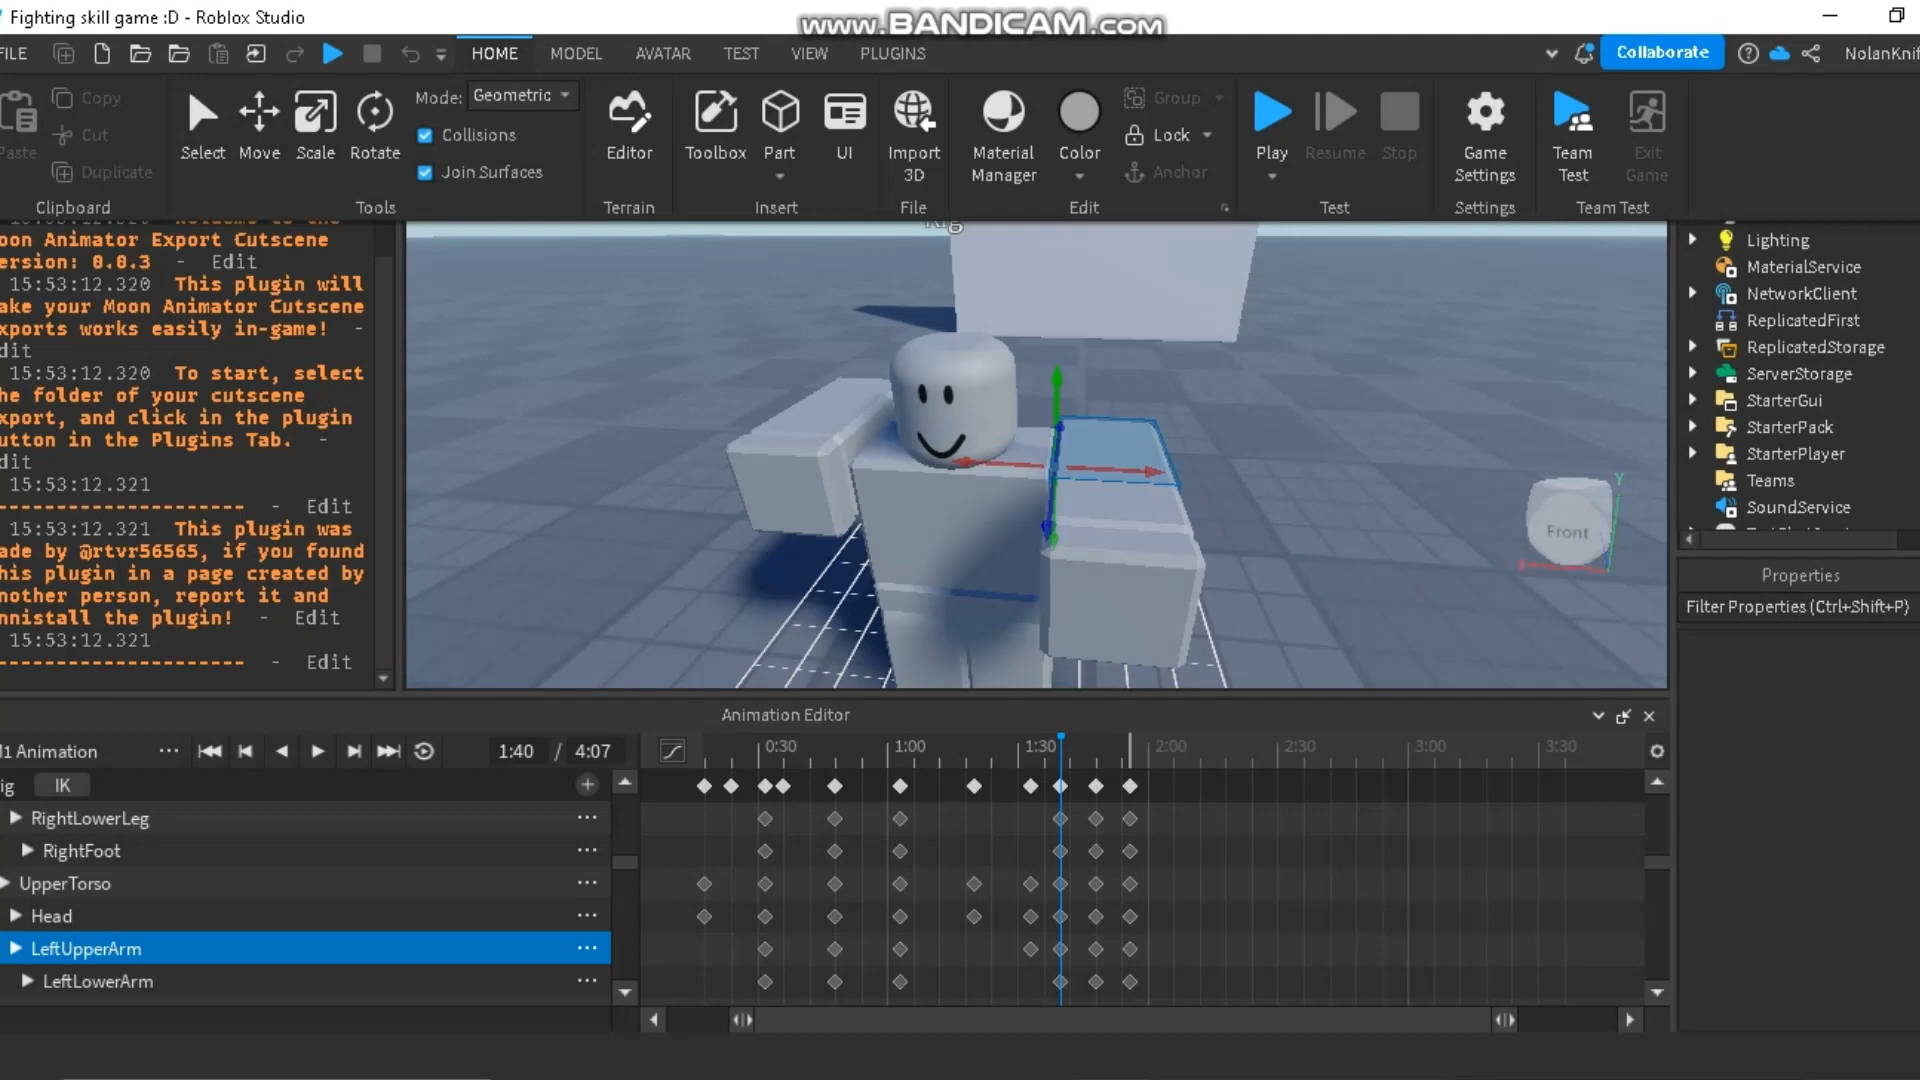 Fighting skill game :D - Roblox Studio
www.BANDICAM.com
FILE
HOME
MODEL
AVATAR
TEST
VIEW
PLUGINS
Collaborate
NolanKnif
Paste
Copy
Cut
Duplicate
Clipboard
Select
Move
Scale
Rotate
Mode:
Geometric
Collisions
Join Surfaces
Tools
Editor
Terrain
Toolbox
Part
UI
Insert
Import
3D
File
Material
Manager
Color
Group
Lock
Anchor
Edit
Play
Resume
Stop
Test
Game
Settings
Settings
Team
Test
Exit
Game
Team Test
oon Animator Export Cutscene
ersion: 0.0.3 - Edit
15:53:12.320 This plugin will
ake your Moon Animator Cutscene
xports works easily in-game! -
dit
15:53:12.320 To start, select
he folder of your cutscene
xport, and click in the plugin
utton in the Plugins Tab. -
dit
15:53:12.321
---------------------- - Edit
15:53:12.321 This plugin was
ade by @rtvr56565, if you found
his plugin in a page created by
nother person, report it and
nnistall the plugin! - Edit
15:53:12.321
---------------------- - Edit
Rig
Front
Y
Lighting
MaterialService
NetworkClient
ReplicatedFirst
ReplicatedStorage
ServerStorage
StarterGui
StarterPack
StarterPlayer
Teams
SoundService
Properties
Filter Properties (Ctrl+Shift+P)
Animation Editor
M1 Animation
1:40 / 4:07
0:30
1:00
1:30
2:00
2:30
3:00
3:30
ig
IK
RightLowerLeg
RightFoot
UpperTorso
Head
LeftUpperArm
LeftLowerArm